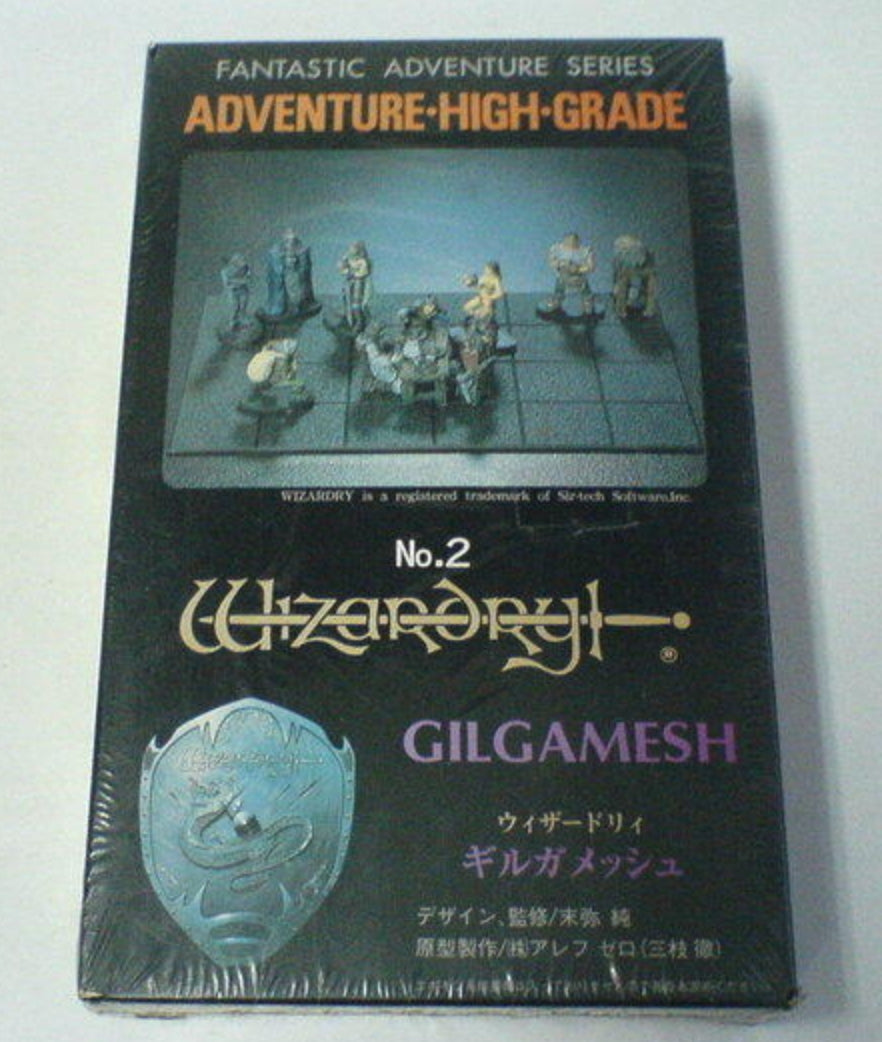 FANTASTIC ADVENTURE SERIES
ADVENTURE·HIGH·GRADE
WIZARDRY is a registered trademark of Sir-tech Software,Inc.
No.2
Wizardry
®
GILGAMESH
Wizardry
ウィザードリィ
ギルガメッシュ
デザイン、監修/末弥 純
原型製作/㈱アレフ ゼロ(三枝 徹)